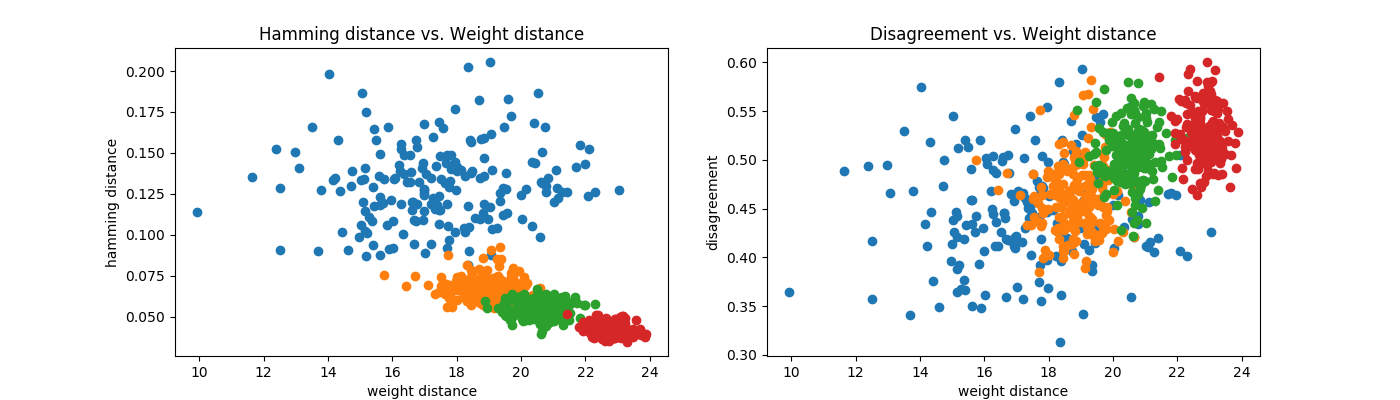 Hamming distance vs. Weight distance
hamming distance
0.200
0.175
0.150
0.125
0.100
0.075
0.050
10 12 14 16 18 20 22 24
weight distance
Disagreement vs. Weight distance
disagreement
0.60
0.55
0.50
0.45
0.40
0.35
0.30
10 12 14 16 18 20 22 24
weight distance